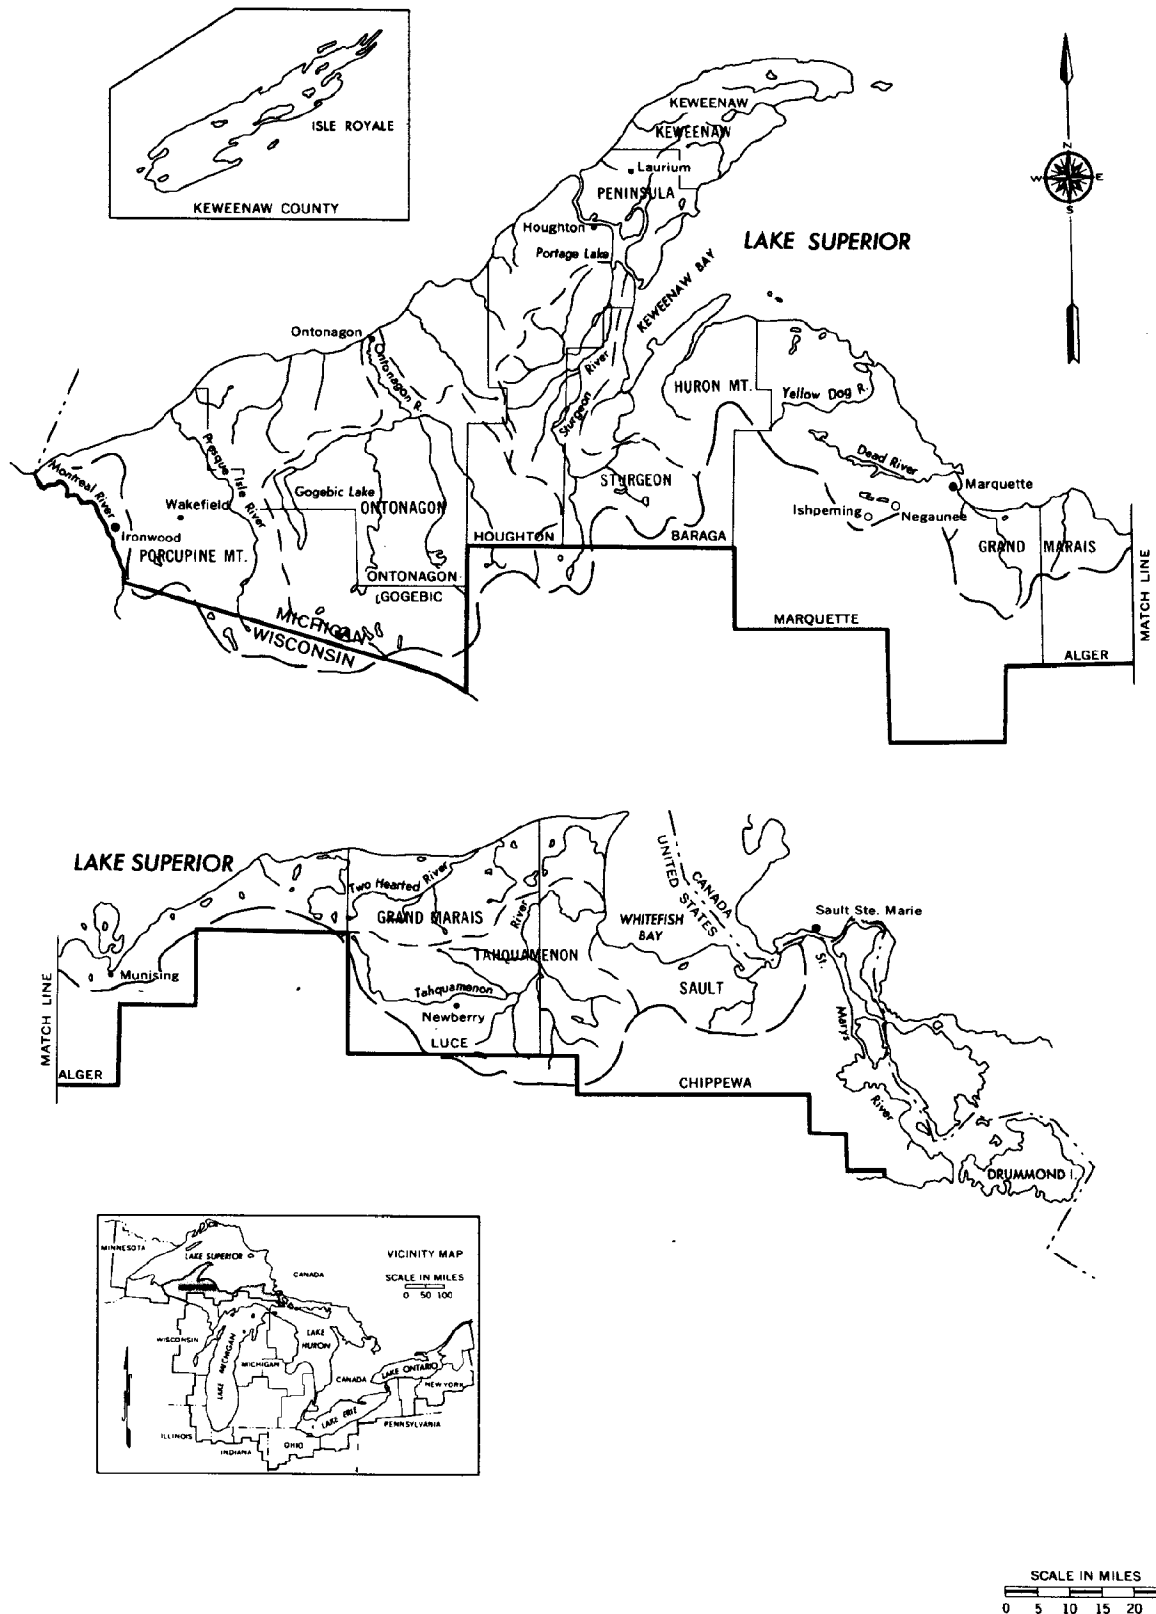 ISLE ROYALE
KEWEENAW COUNTY
N
W
E
S
KEWEENAW
KEWEENAW
Laurium
PENINSULA
Houghton
Portage Lake
LAKE SUPERIOR
KEWEENAW BAY
Ontonagon
Ontonagon R.
Sturgeon River
HURON MT.
Yellow Dog R.
Presque Isle River
Montreal River
Dead River
Marquette
Wakefield
Gogebic Lake
ONTONAGON
STURGEON
Ishpeming
Negaunee
Ironwood
PORCUPINE MT.
HOUGHTON
BARAGA
GRAND MARAIS
ONTONAGON
GOGEBIC
MICHIGAN
WISCONSIN
MARQUETTE
ALGER
MATCH LINE
LAKE SUPERIOR
Two Hearted River
GRAND MARAIS
River
CANADA
UNITED STATES
WHITEFISH
BAY
Sault Ste. Marie
TAHQUAMENON
Munising
Tahquamenon
SAULT
St.
Marys
River
Newberry
MATCH LINE
LUCE
ALGER
CHIPPEWA
DRUMMOND I.
MINNESOTA
LAKE SUPERIOR
VICINITY MAP
CANADA
SCALE IN MILES
0 50 100
WISCONSIN
LAKE MICHIGAN
LAKE
HURON
MICHIGAN
CANADA
LAKE ONTARIO
NEW YORK
LAKE ERIE
PENNSYLVANIA
ILLINOIS
INDIANA
OHIO
SCALE IN MILES
0 5 10 15 20